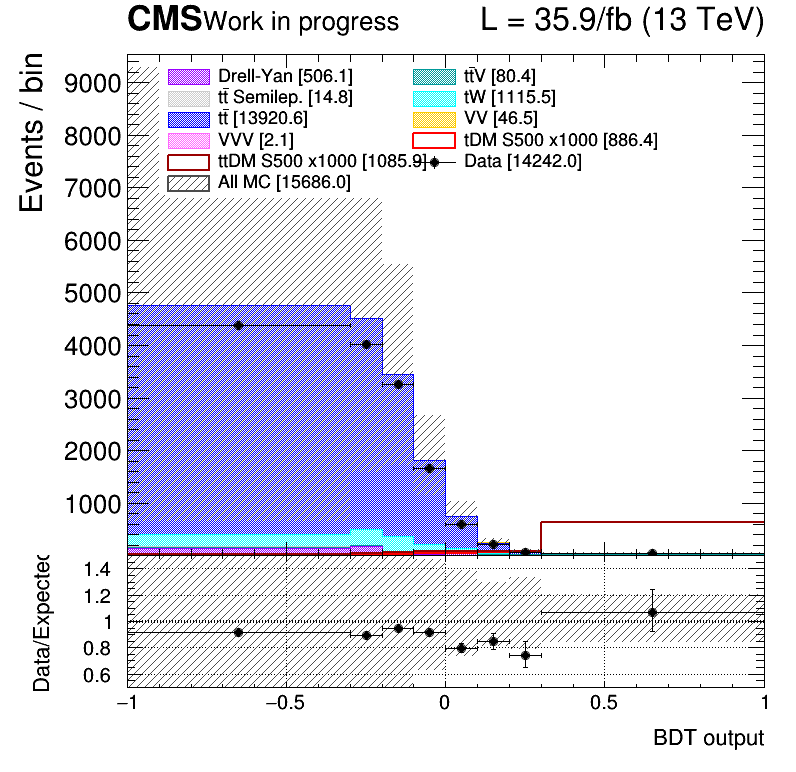 CMS Work in progress L = 35.9/fb (13 TeV)
Events / bin
9000
8000
7000
6000
5000
4000
3000
2000
1000
Drell-Yan [506.1]
tt̄V [80.4]
tt̄ Semilep. [14.8]
tW [1115.5]
tt̄ [13920.6]
VV [46.5]
VVV [2.1]
tDM S500 x1000 [886.4]
ttDM S500 x1000 [1085.9]
Data [14242.0]
All MC [15686.0]
Data/Expected
1.4
1.2
1
0.8
0.6
−1 −0.5 0 0.5 1
BDT output